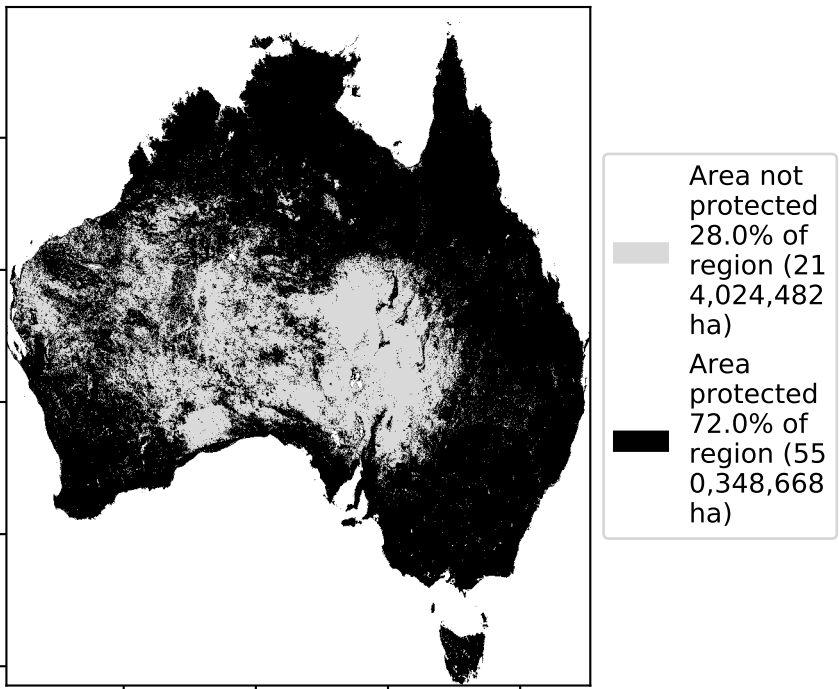 Area not
protected
28.0% of
region (21
4,024,482
ha)
Area
protected
72.0% of
region (55
0,348,668
ha)